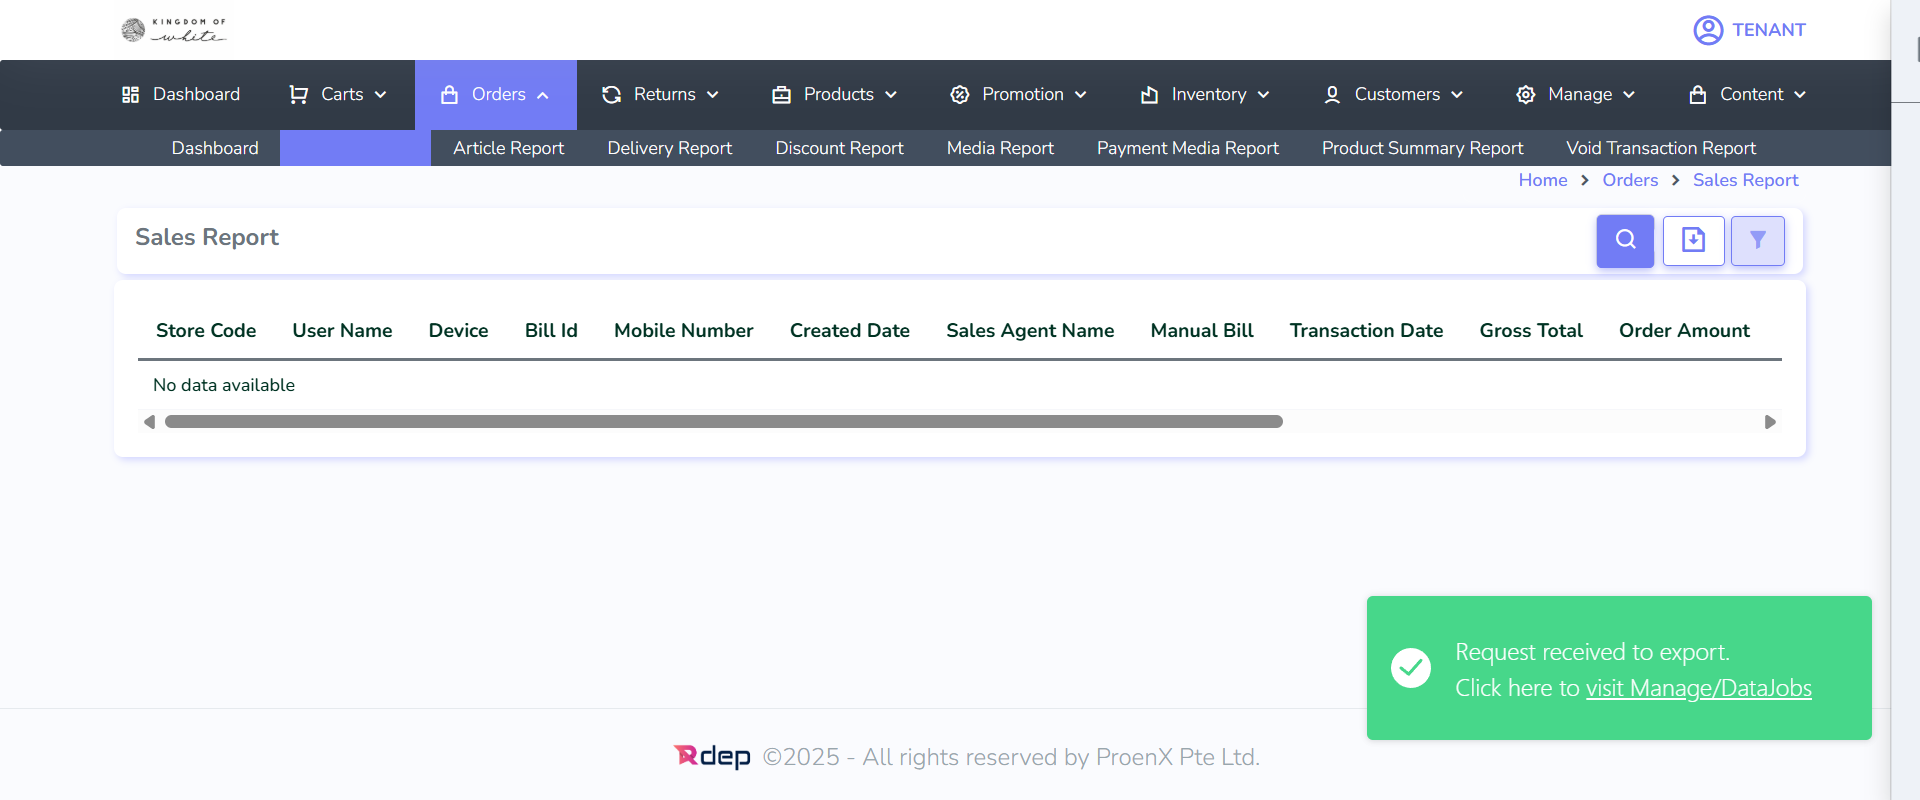 KINGDOM OF
white
TENANT
Dashboard Carts Orders Returns Products Promotion Inventory Customers Manage Content
Dashboard Article Report Delivery Report Discount Report Media Report Payment Media Report Product Summary Report Void Transaction Report
Home > Orders > Sales Report
Sales Report
Store Code User Name Device Bill Id Mobile Number Created Date Sales Agent Name Manual Bill Transaction Date Gross Total Order Amount
No data available
Request received to export.
Click here to visit Manage/DataJobs
Rdep ©2025 - All rights reserved by ProenX Pte Ltd.